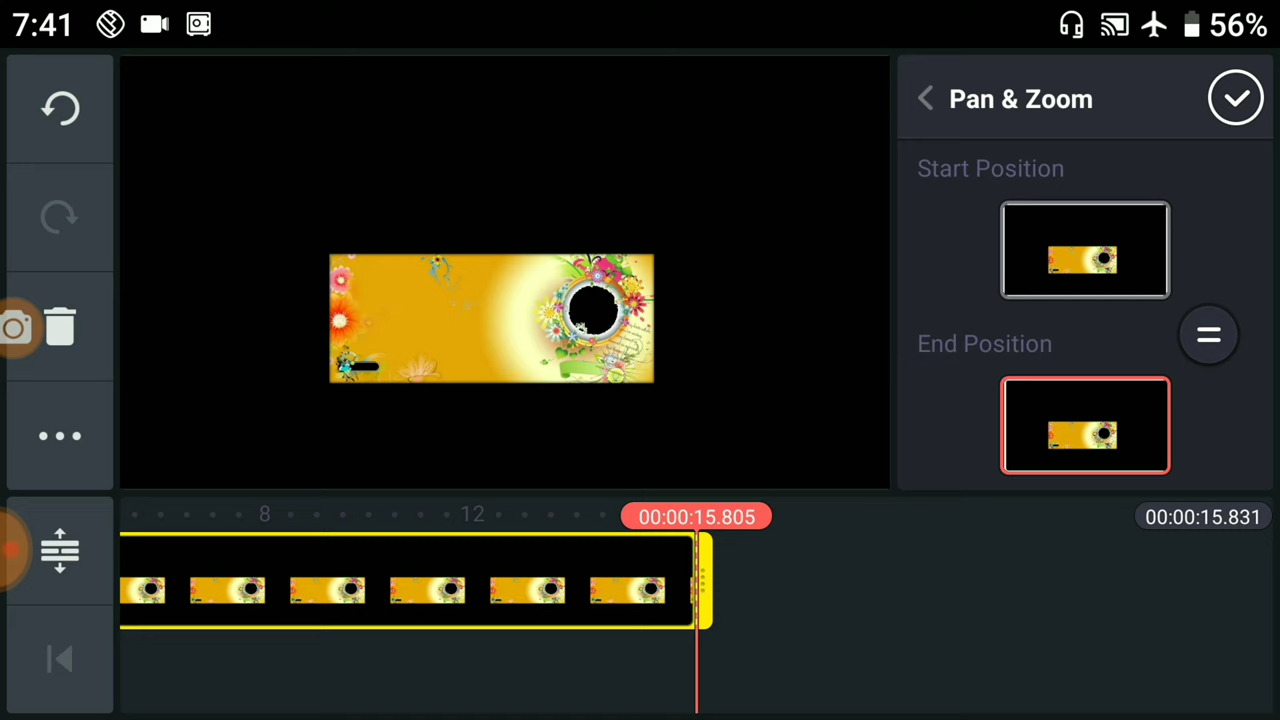 7:41
56%
Pan & Zoom
Start Position
End Position
8
12
00:00:15.805
00:00:15.831